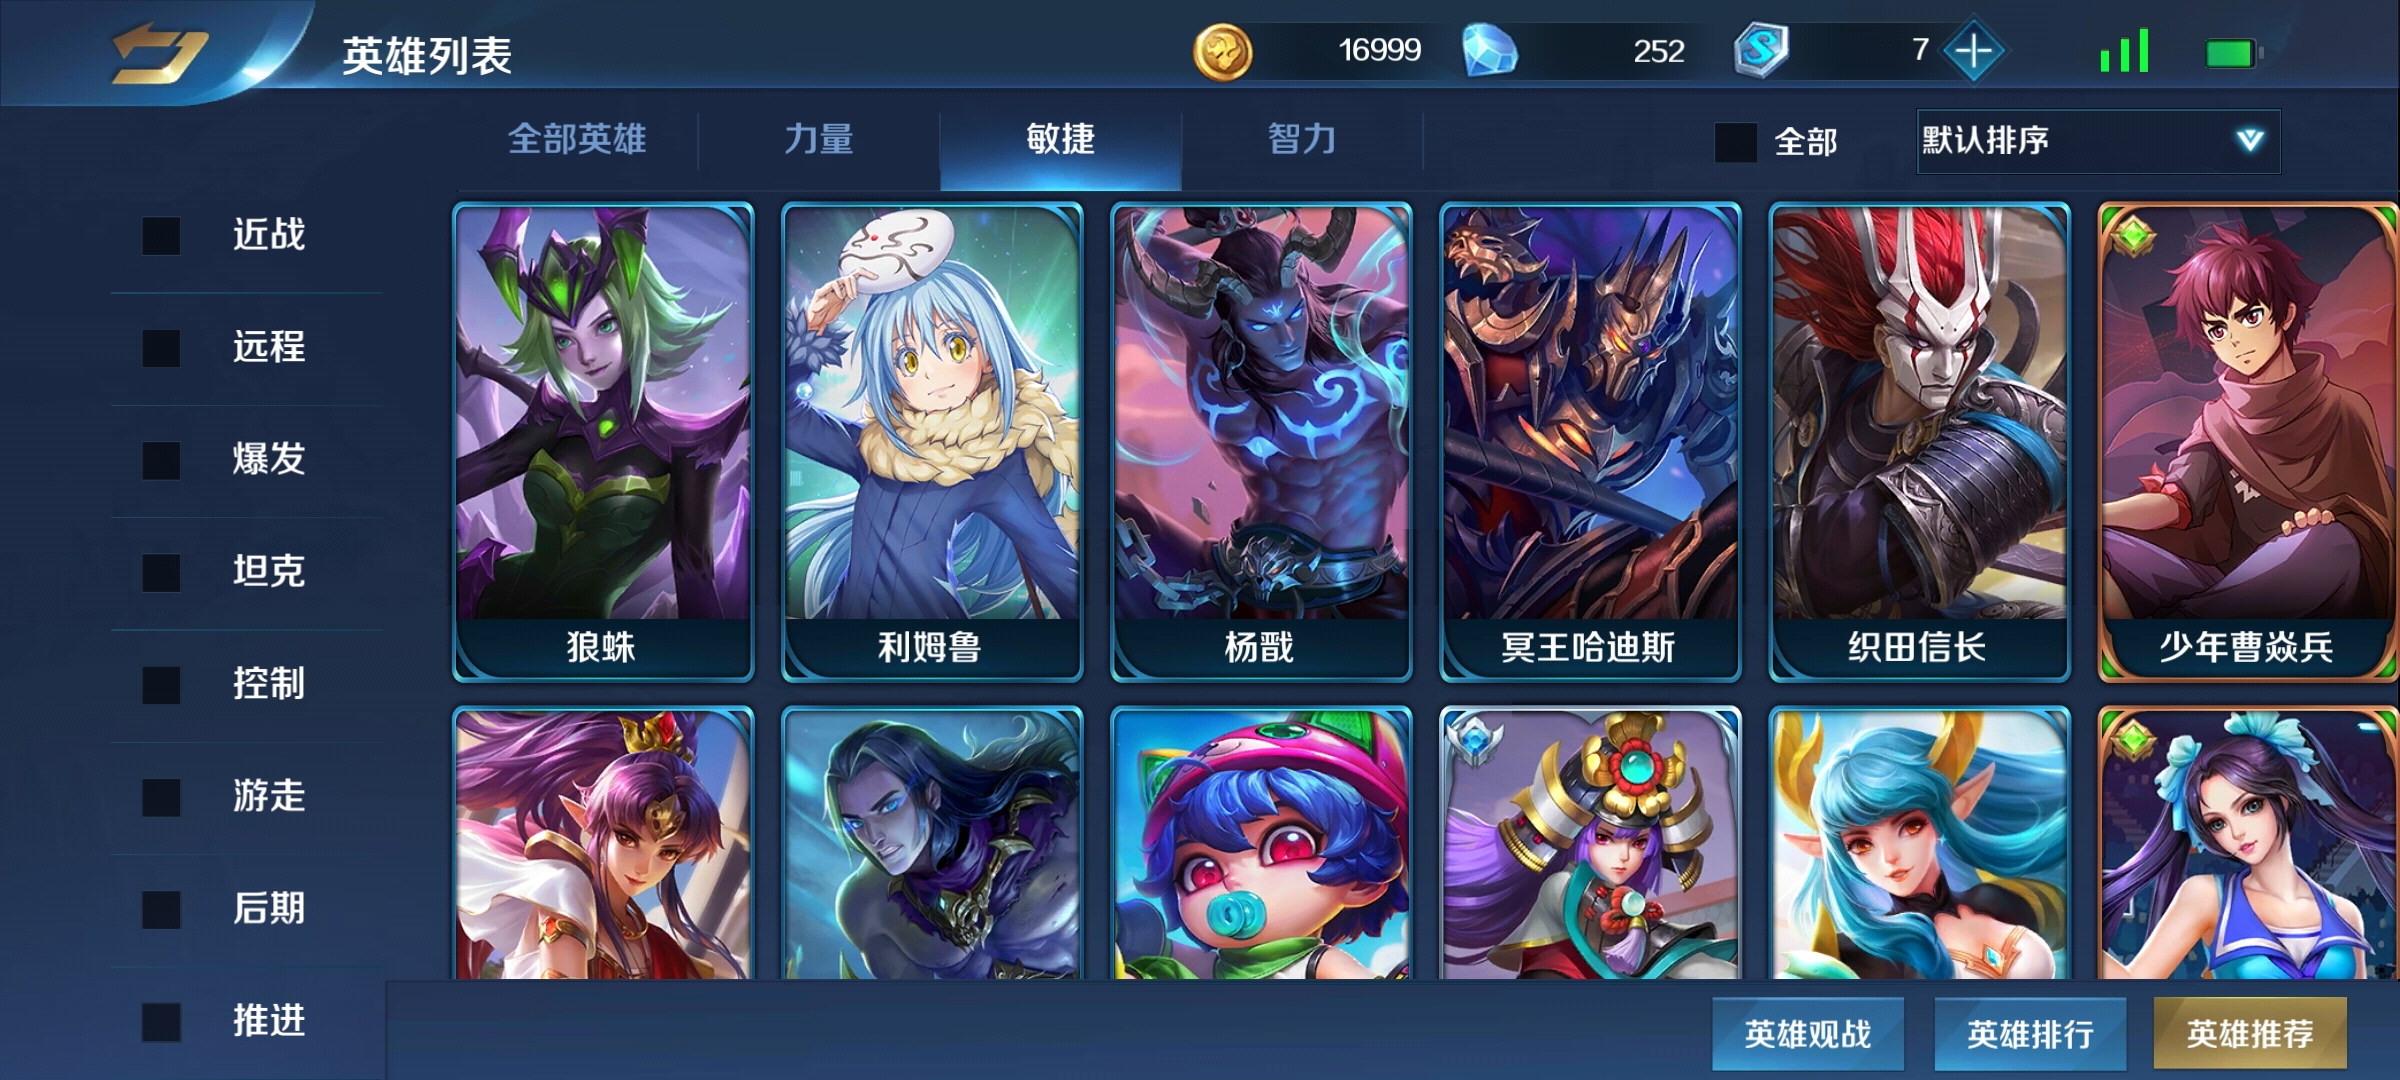 英雄列表
16999
252
7
全部英雄
力量
敏捷
智力
全部
默认排序
近战
远程
爆发
坦克
控制
游走
后期
推进
狼蛛
利姆鲁
杨戬
冥王哈迪斯
织田信长
少年曹焱兵
英雄观战
英雄排行
英雄推荐